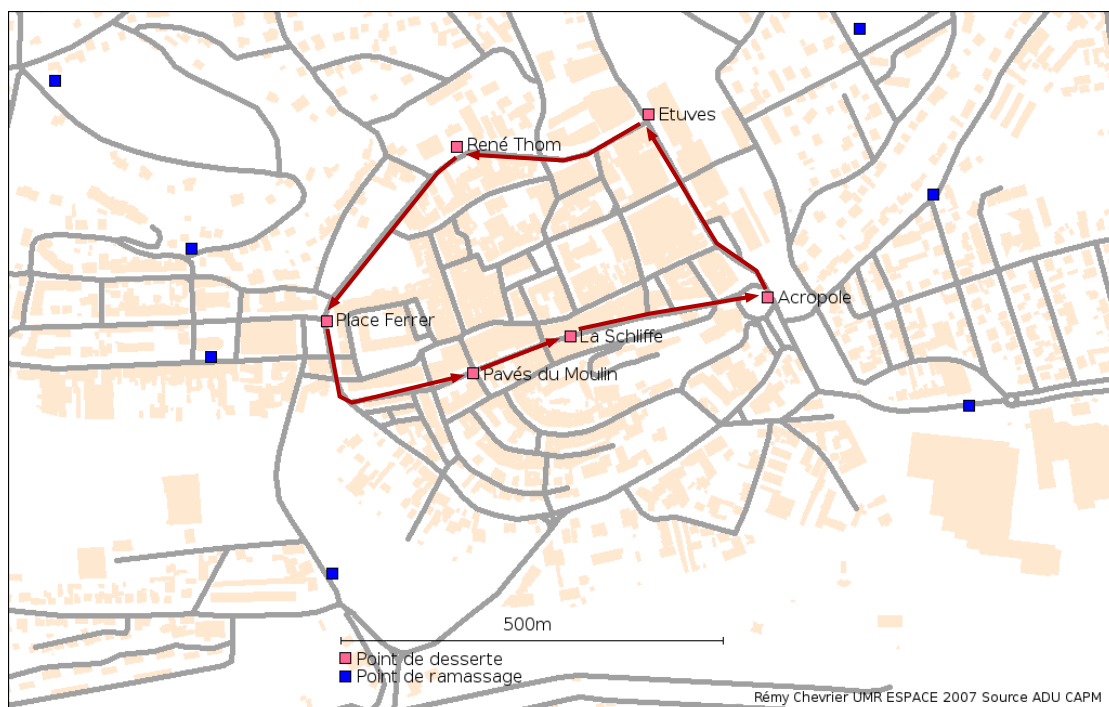 Etuves
René Thom
Acropole
Place Ferrer
La Schliffe
Pavés du Moulin
500m
Point de desserte
Point de ramassage
Rémy Chevrier UMR ESPACE 2007 Source ADU CAPM